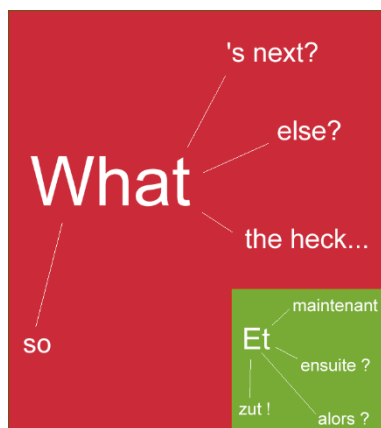 's next?
else?
What
the heck...
so
maintenant
Et
ensuite ?
zut !
alors ?